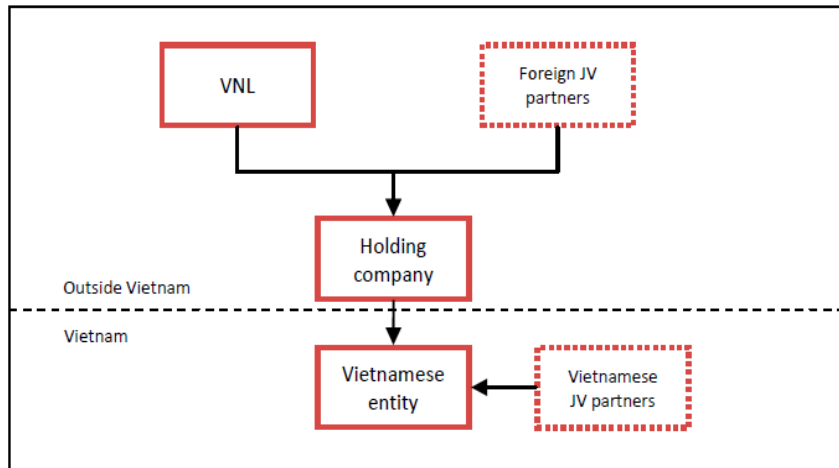 VNL
Foreign JV
partners
Holding
company
Outside Vietnam
Vietnam
Vietnamese
entity
Vietnamese
JV partners